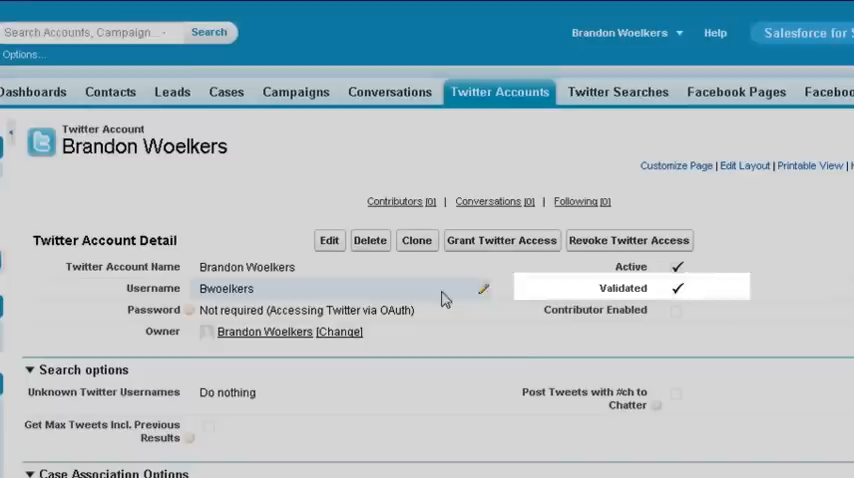 Search Accounts, Campaign... Search Brandon Woelkers Help Salesforce for
Options...
Dashboards Contacts Leads Cases Campaigns Conversations Twitter Accounts Twitter Searches Facebook Pages
Twitter Account
Brandon Woelkers
Customize Page | Edit Layout | Printable View |
Contributors [0] | Conversations [0] | Following [0]
Twitter Account Detail Edit Delete Clone Grant Twitter Access Revoke Twitter Access
Twitter Account Name Brandon Woelkers Active
Username Bwoelkers Validated
Password Not required (Accessing Twitter via OAuth) Contributor Enabled
Owner Brandon Woelkers [Change]
Search options
Unknown Twitter Usernames Do nothing Post Tweets with #ch to
Chatter
Get Max Tweets Incl. Previous
Results
Case Association Options